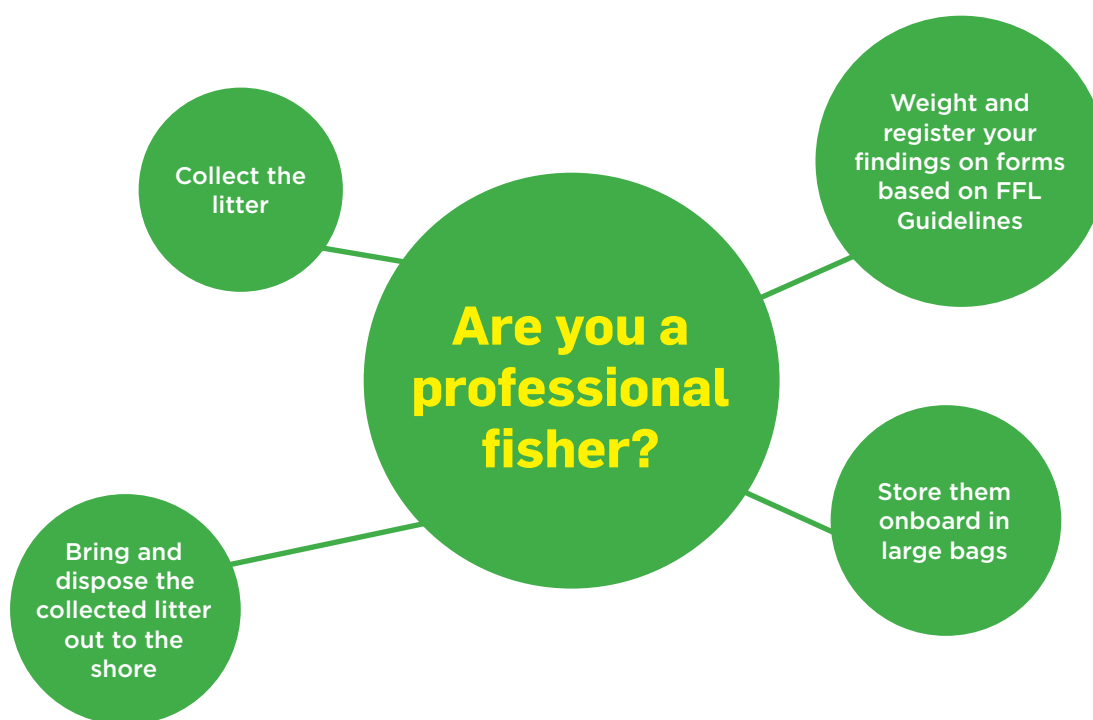 Collect the
litter
Weight and
register your
findings on forms
based on FFL
Guidelines
Are you a
professional
fisher?
Store them
onboard in
large bags
Bring and
dispose the
collected litter
out to the
shore